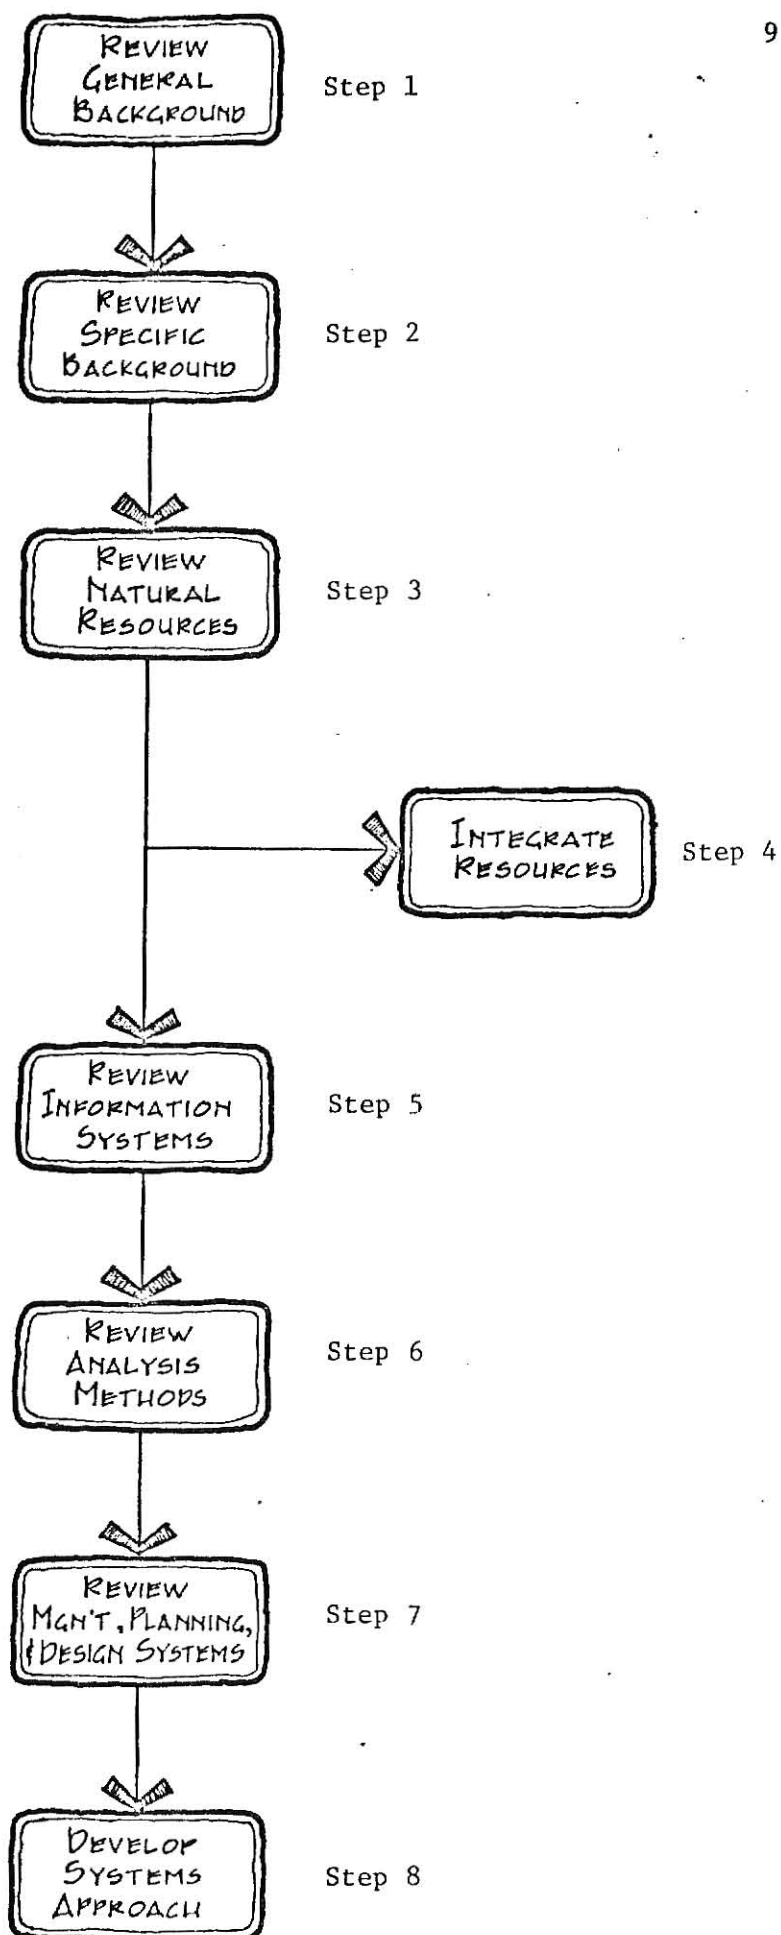 9
REVIEW
GENERAL
BACKGROUND
Step 1
REVIEW
SPECIFIC
BACKGROUND
Step 2
REVIEW
NATURAL
RESOURCES
Step 3
INTEGRATE
RESOURCES
Step 4
REVIEW
INFORMATION
SYSTEMS
Step 5
REVIEW
ANALYSIS
METHODS
Step 6
REVIEW
MGN'T, PLANNING,
& DESIGN SYSTEMS
Step 7
DEVELOP
SYSTEMS
APPROACH
Step 8